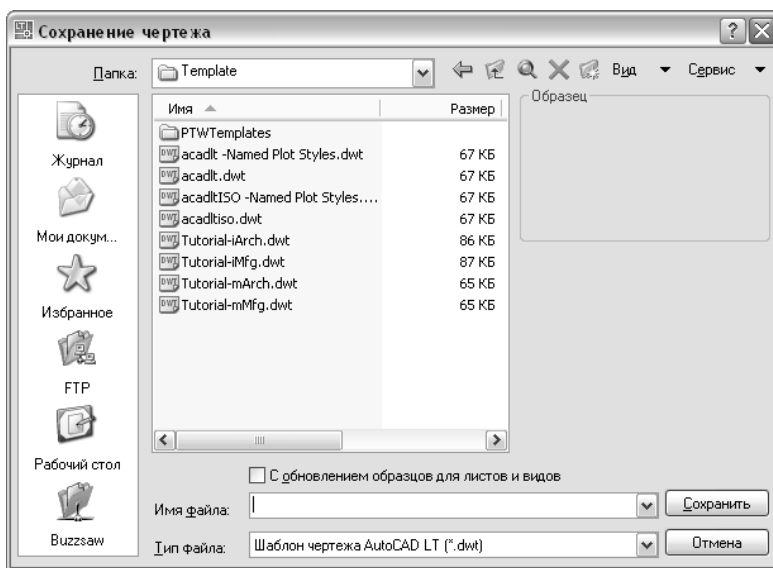 Сохранение чертежа
Папка: Template Вид Сервис
Журнал
Мои докум...
Избранное
FTP
Рабочий стол
Buzzsaw
Имя Размер
PTWTemplates
acadlt -Named Plot Styles.dwt 67 КБ
acadlt.dwt 67 КБ
acadltISO -Named Plot Styles.... 67 КБ
acadltiso.dwt 67 КБ
Tutorial-iArch.dwt 86 КБ
Tutorial-iMfg.dwt 87 КБ
Tutorial-mArch.dwt 65 КБ
Tutorial-mMfg.dwt 65 КБ
Образец
С обновлением образцов для листов и видов
Имя файла: Сохранить
Тип файла: Шаблон чертежа AutoCAD LT (*.dwt) Отмена